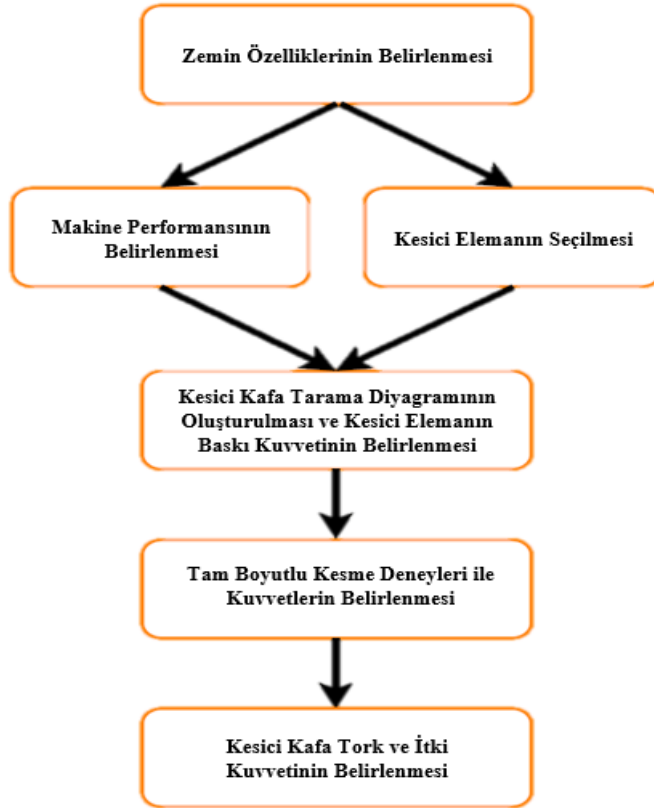 Zemin Özelliklerinin Belirlenmesi
Makine Performansının
Belirlenmesi
Kesici Elemanın Seçilmesi
Kesici Kafa Tarama Diyagramının
Oluşturulması ve Kesici Elemanın
Baskı Kuvvetinin Belirlenmesi
Tam Boyutlu Kesme Deneyleri ile
Kuvvetlerin Belirlenmesi
Kesici Kafa Tork ve İtki
Kuvvetinin Belirlenmesi